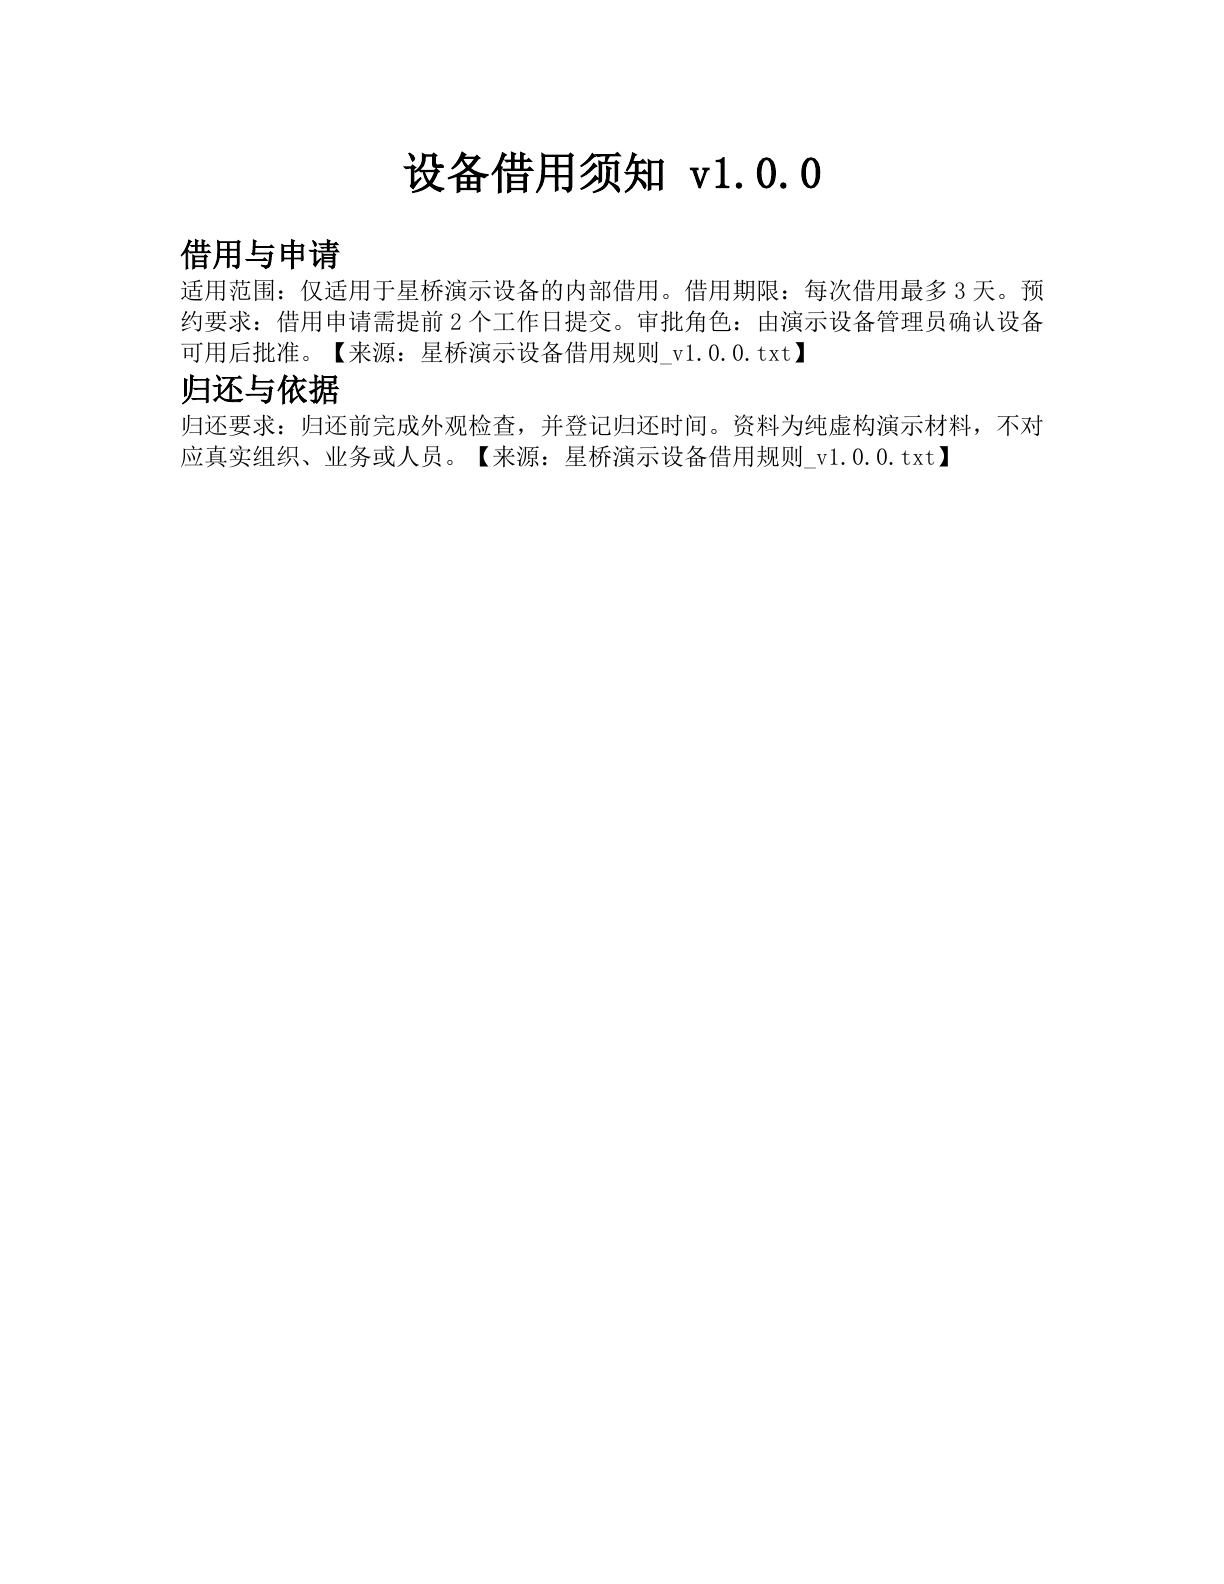 设备借用须知 v1.0.0
借用与申请
适用范围：仅适用于星桥演示设备的内部借用。借用期限：每次借用最多 3 天。预
约要求：借用申请需提前 2 个工作日提交。审批角色：由演示设备管理员确认设备
可用后批准。【来源：星桥演示设备借用规则_v1.0.0.txt】
归还与依据
归还要求：归还前完成外观检查，并登记归还时间。资料为纯虚构演示材料，不对
应真实组织、业务或人员。【来源：星桥演示设备借用规则_v1.0.0.txt】